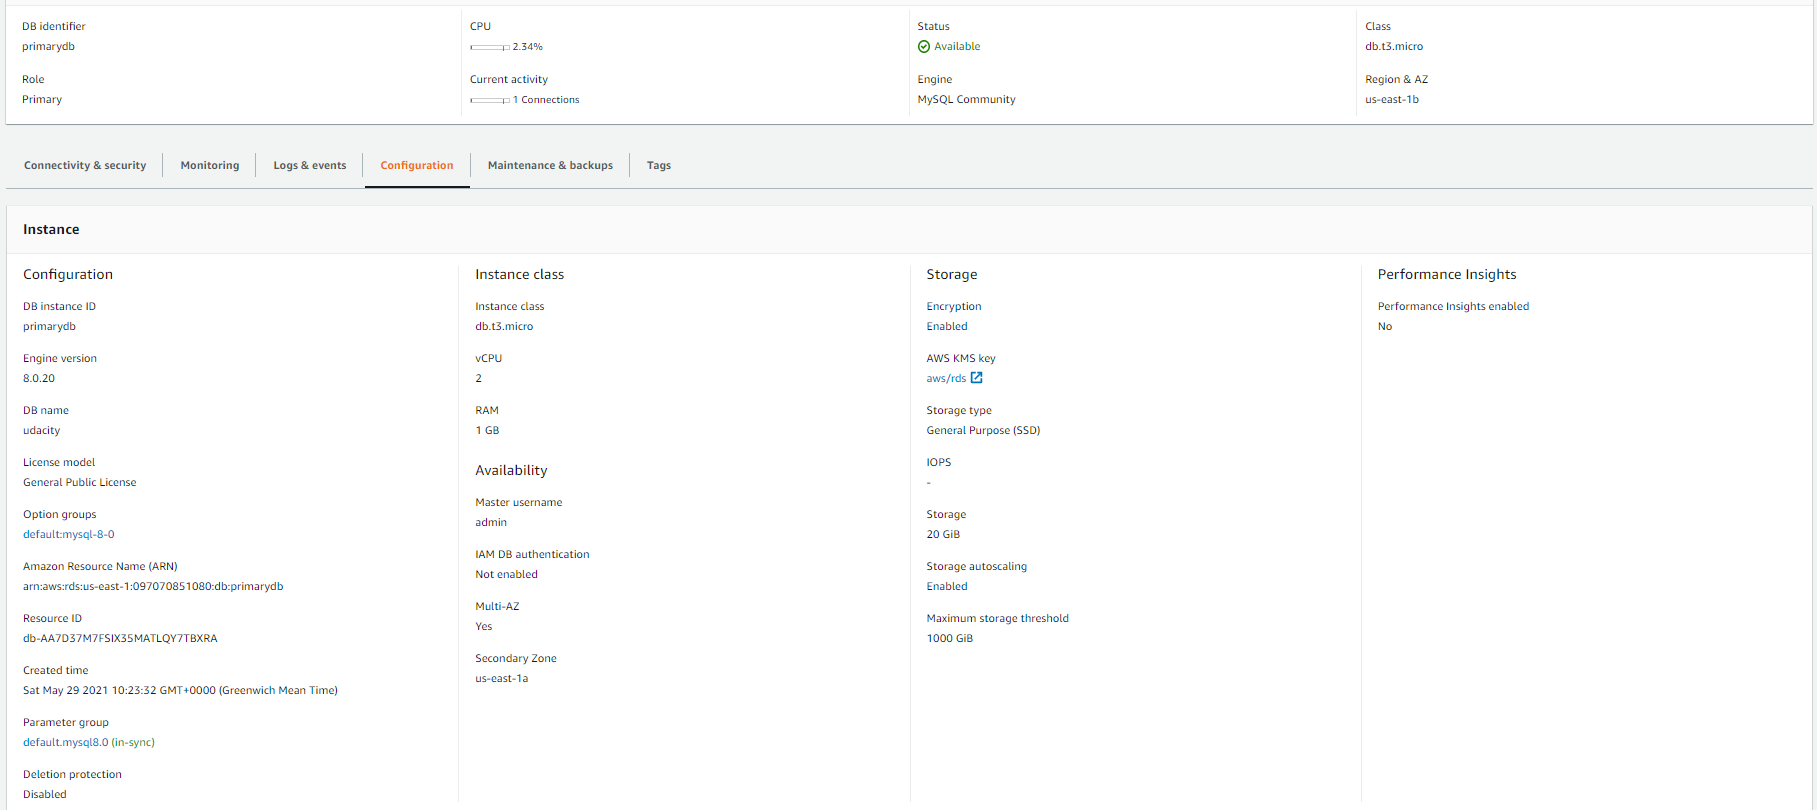 DB identifier
primarydb
Role
Primary
CPU
2.34%
Current activity
1 Connections
Status
Available
Engine
MySQL Community
Class
db.t3.micro
Region & AZ
us-east-1b
Connectivity & security
Monitoring
Logs & events
Configuration
Maintenance & backups
Tags
Instance
Configuration
DB instance ID
primarydb
Engine version
8.0.20
DB name
udacity
License model
General Public License
Option groups
default:mysql-8-0
Amazon Resource Name (ARN)
arn:aws:rds:us-east-1:097070851080:db:primarydb
Resource ID
db-AA7D37M7FSIX35MATLQY7TBXRA
Created time
Sat May 29 2021 10:23:32 GMT+0000 (Greenwich Mean Time)
Parameter group
default.mysql8.0 (in-sync)
Deletion protection
Disabled
Instance class
Instance class
db.t3.micro
vCPU
2
RAM
1 GB
Availability
Master username
admin
IAM DB authentication
Not enabled
Multi-AZ
Yes
Secondary Zone
us-east-1a
Storage
Encryption
Enabled
AWS KMS key
aws/rds
Storage type
General Purpose (SSD)
IOPS
-
Storage
20 GiB
Storage autoscaling
Enabled
Maximum storage threshold
1000 GiB
Performance Insights
Performance Insights enabled
No